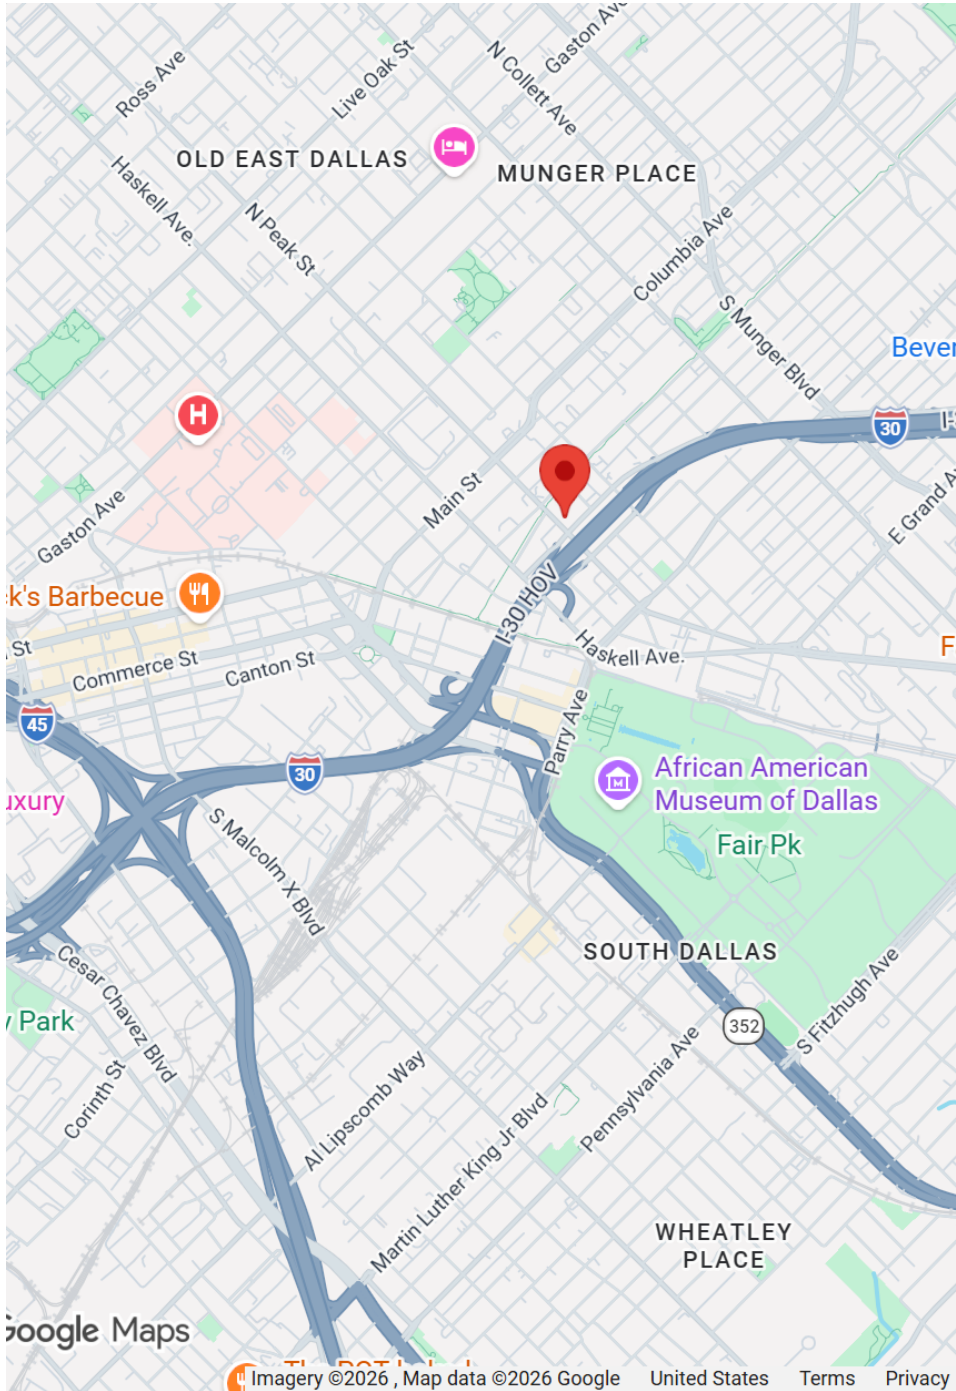 Gaston Ave
Ross Ave
Live Oak St
N Collett Ave
OLD EAST DALLAS
MUNGER PLACE
Haskell Ave.
N Peak St
Columbia Ave
S Munger Blvd
H
30
Main St
Gaston Ave
E Grand
I-30 HOV
Barbecue
St
Commerce St
Canton St
Haskell Ave.
45
30
Parry Ave
African American
Museum of Dallas
Fair Pk
S Malcolm X Blvd
SOUTH DALLAS
Cesar Chavez Blvd
Park
352
S Fitzhugh Ave
Corinth St
Al Lipscomb Way
Pennsylvania Ave
Martin Luther King Jr Blvd
WHEATLEY
PLACE
Google Maps
Imagery ©2026 , Map data ©2026 Google United States Terms Privacy